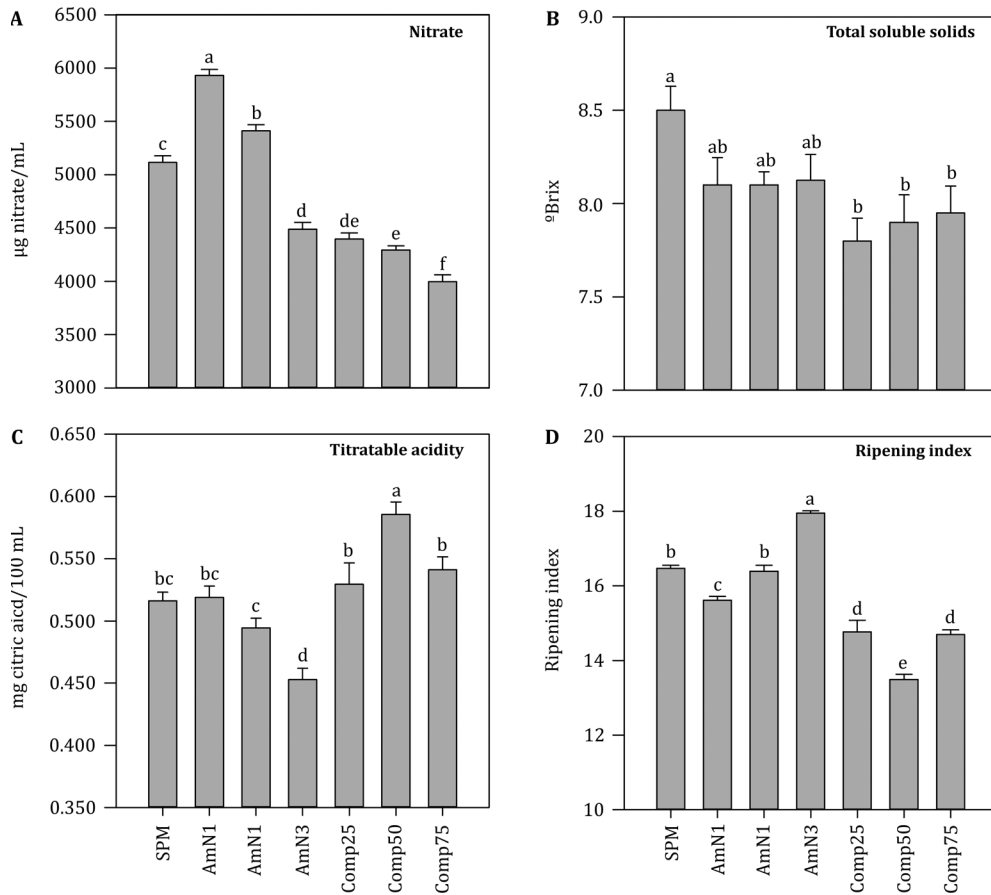 A
Nitrate
µg nitrate/mL
6500
6000
5500
5000
4500
4000
3500
3000
c
a
b
d
de
e
f
B
Total soluble solids
ºBrix
9.0
8.5
8.0
7.5
7.0
a
ab
ab
ab
b
b
b
C
Titratable acidity
mg citric aicd/100 mL
0.650
0.600
0.550
0.500
0.450
0.400
0.350
bc
bc
c
d
b
a
b
SPM
AmN1
AmN1
AmN3
Comp25
Comp50
Comp75
D
Ripening index
Ripening index
20
18
16
14
12
10
b
c
b
a
d
e
d
SPM
AmN1
AmN1
AmN3
Comp25
Comp50
Comp75